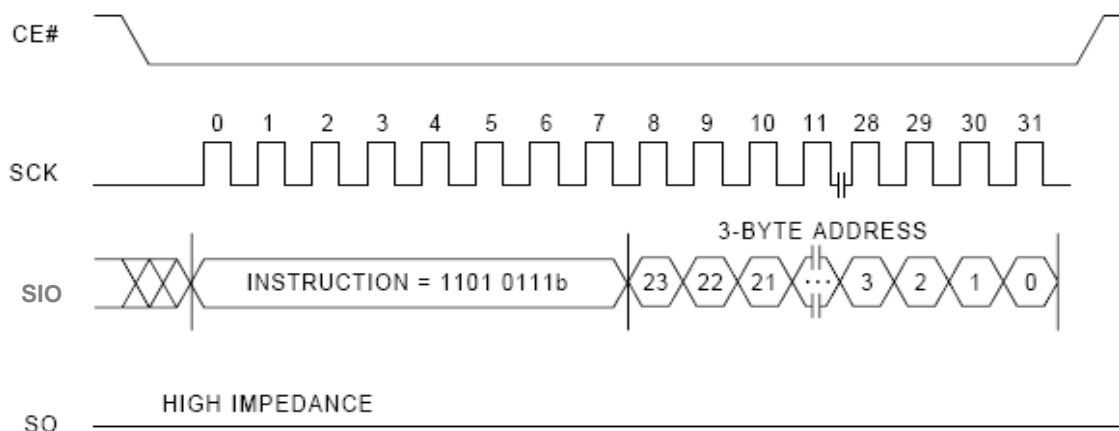 CE#
0 1 2 3 4 5 6 7 8 9 10 11 28 29 30 31
SCK
3-BYTE ADDRESS
SIO INSTRUCTION = 1101 0111b 23 22 21 ... 3 2 1 0
HIGH IMPEDANCE
SO